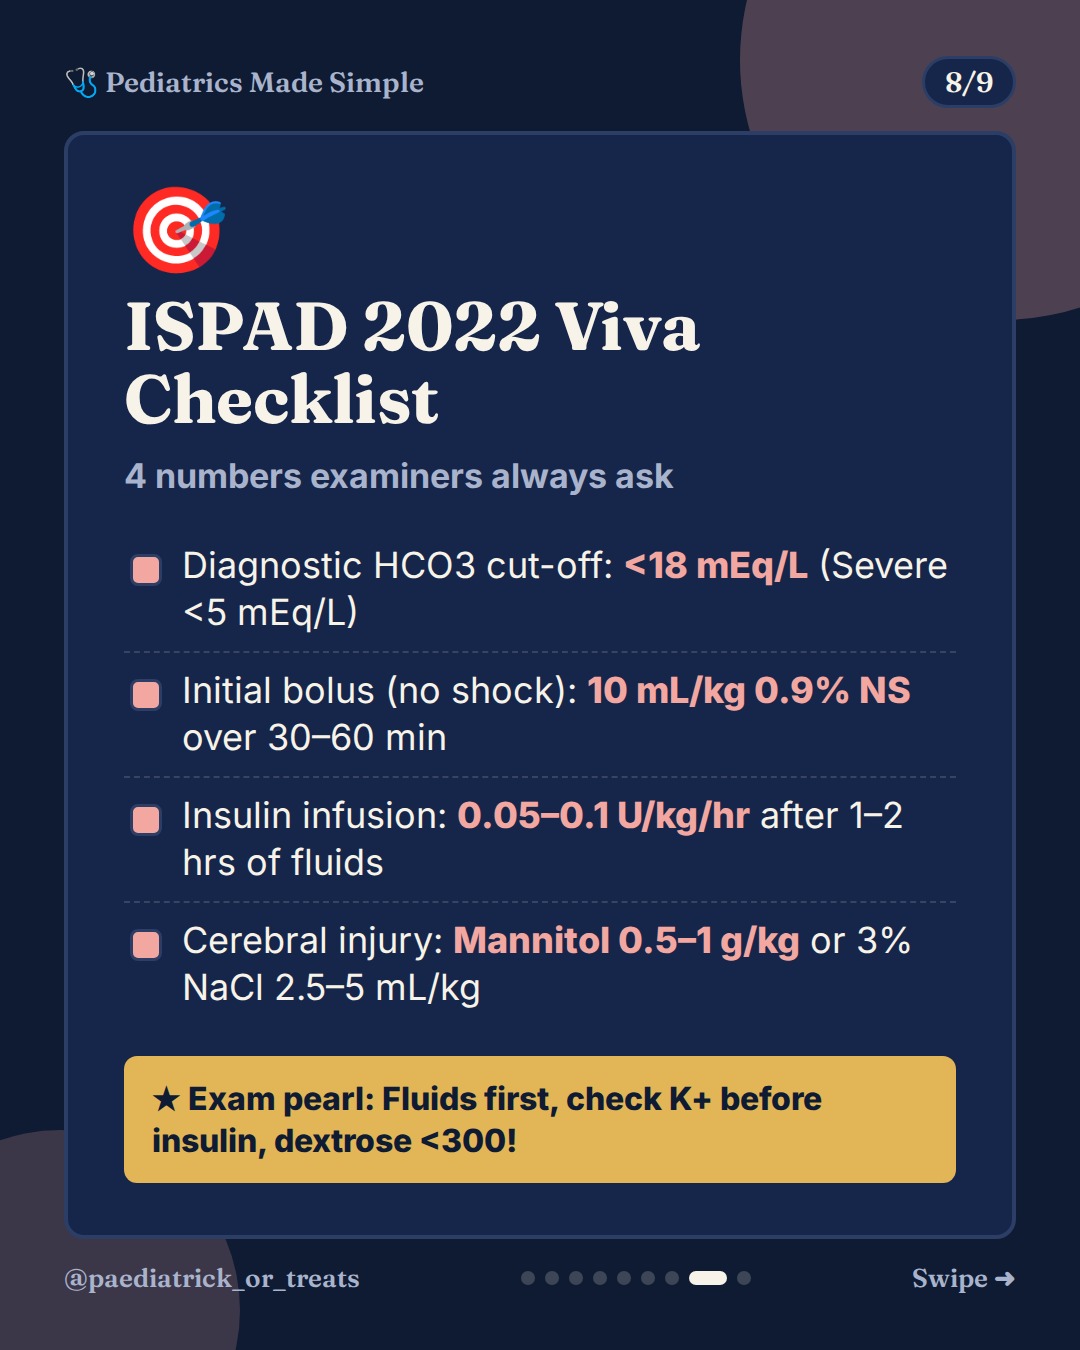 🩺 Pediatrics Made Simple
8/9
ISPAD 2022 Viva
Checklist
4 numbers examiners always ask
Diagnostic HCO3 cut-off: <18 mEq/L (Severe
<5 mEq/L)
Initial bolus (no shock): 10 mL/kg 0.9% NS
over 30–60 min
Insulin infusion: 0.05–0.1 U/kg/hr after 1–2
hrs of fluids
Cerebral injury: Mannitol 0.5–1 g/kg or 3%
NaCl 2.5–5 mL/kg
★ Exam pearl: Fluids first, check K+ before
insulin, dextrose <300!
@paediatrick_or_treats
Swipe ➜